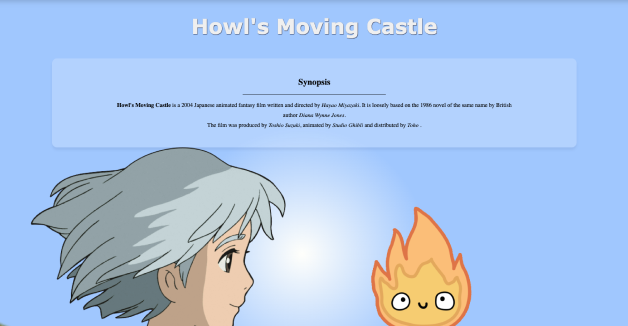 Howl's Moving Castle
Synopsis
Howl's Moving Castle is a 2004 Japanese animated fantasy film written and directed by Hayao Miyazaki. It is loosely based on the 1986 novel of the same name by British
author Diana Wynne Jones.
The film was produced by Toshio Suzuki, animated by Studio Ghibli and distributed by Toho .